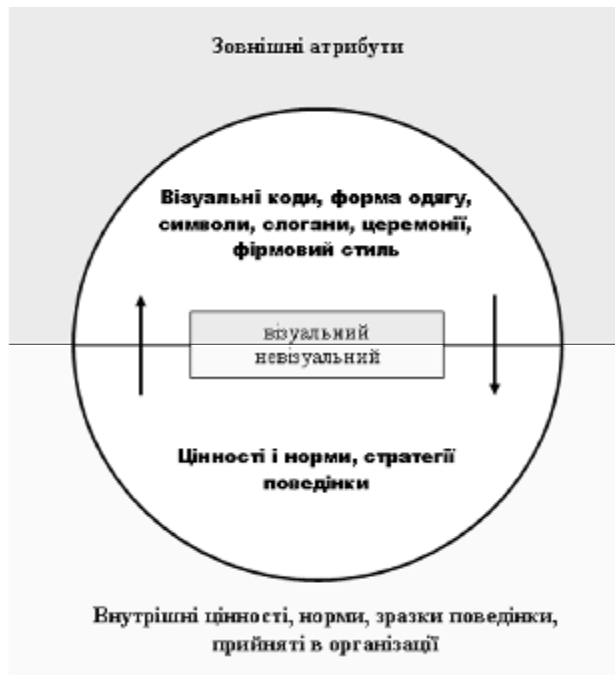 Зовнішні атрибути
Візуальні коди, форма одягу,
символи, слогани, церемонії,
фірмовий стиль
візуальний
невізуальний
Цінності і норми, стратегії
поведінки
Внутрішні цінності, норми, зразки поведінки,
прийняті в організації